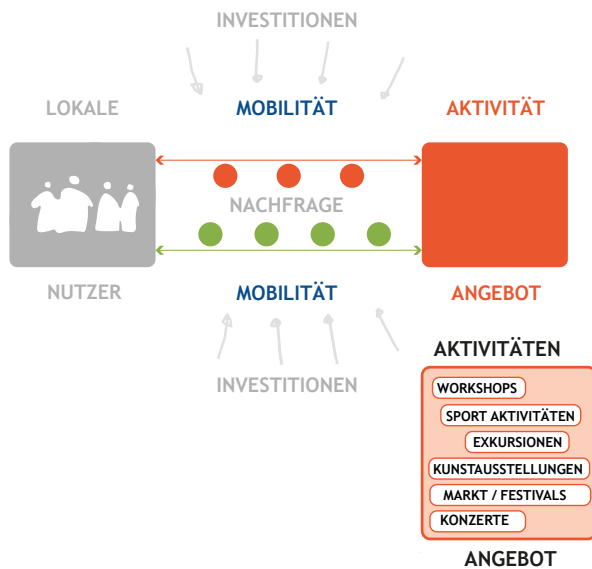 INVESTITIONEN
LOKALE
MOBILITÄT
AKTIVITÄT
NACHFRAGE
NUTZER
MOBILITÄT
ANGEBOT
INVESTITIONEN
AKTIVITÄTEN
WORKSHOPS
SPORT AKTIVITÄTEN
EXKURSIONEN
KUNSTAUSSTELLUNGEN
MARKT / FESTIVALS
KONZERTE
ANGEBOT